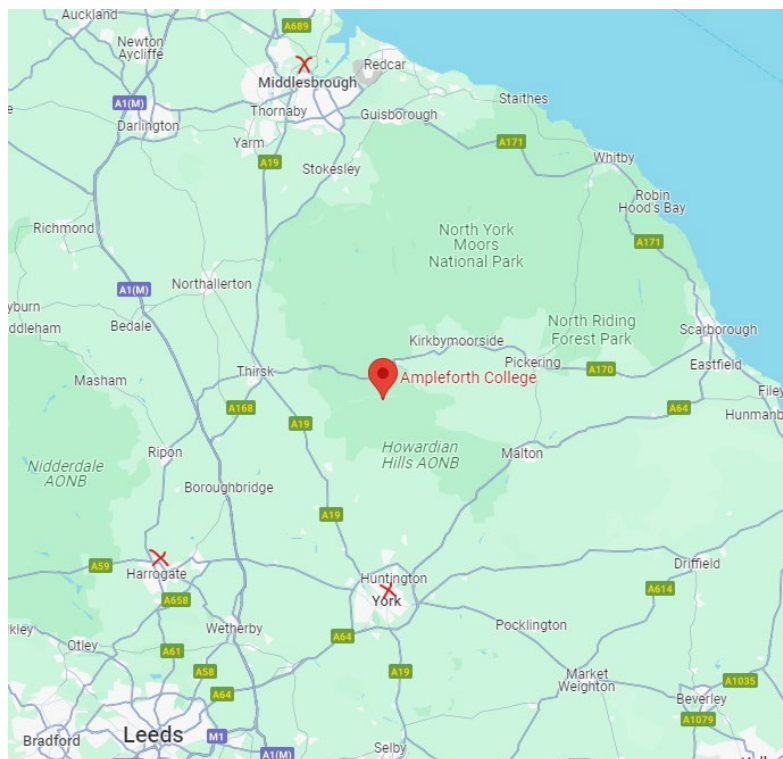 Auckland
A689
Newton
Aycliffe
Redcar
Middlesbrough
Staithes
A1(M)
Thornaby
Guisborough
Darlington
Yarm
A19
A171
Stokesley
Whitby
Robin
Hood's Bay
Richmond
North York
Moors
National Park
A171
Northallerton
A1(M)
yburn
ddleham
Bedale
North Riding
Forest Park
Scarborough
Kirkbymoorside
Pickering
A170
Eastfield
Thirsk
Ampleforth College
Masham
Filey
A168
A64
Hunmanb
A19
Howardian
Hills AONB
Malton
Ripon
Nidderdale
AONB
Boroughbridge
A19
A59
Harrogate
Huntington
York
Driffield
A658
A614
Wetherby
Pocklington
lkley
Otley
A61
A64
A58
A19
Market
Weighton
A1035
A64
Beverley
Leeds
Bradford
M1
A1079
A1(M)
Selby